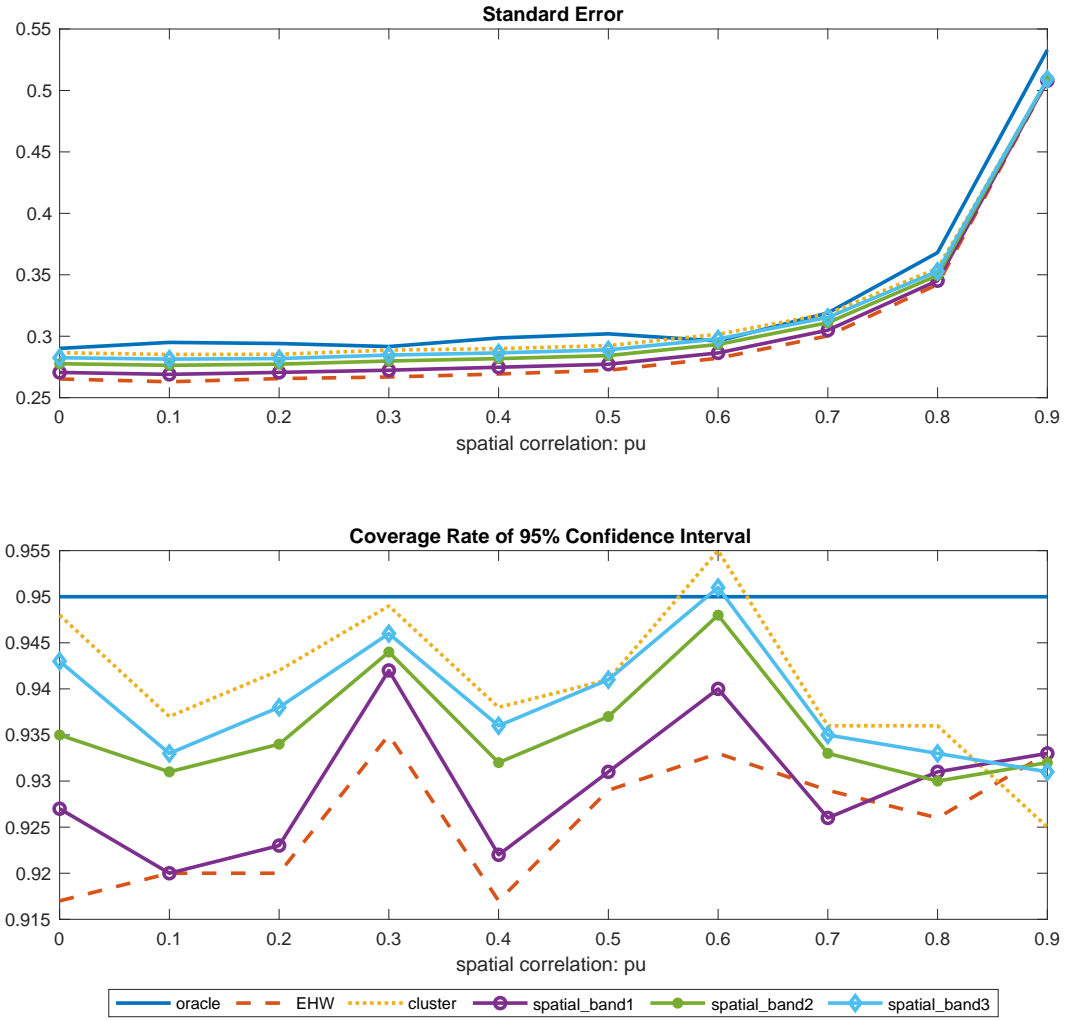 Standard Error
0.55
0.5
0.45
0.4
0.35
0.3
0.25
0 0.1 0.2 0.3 0.4 0.5 0.6 0.7 0.8 0.9
spatial correlation: pu
Coverage Rate of 95% Confidence Interval
0.955
0.95
0.945
0.94
0.935
0.93
0.925
0.92
0.915
0 0.1 0.2 0.3 0.4 0.5 0.6 0.7 0.8 0.9
spatial correlation: pu
oracle EHW cluster spatial_band1 spatial_band2 spatial_band3